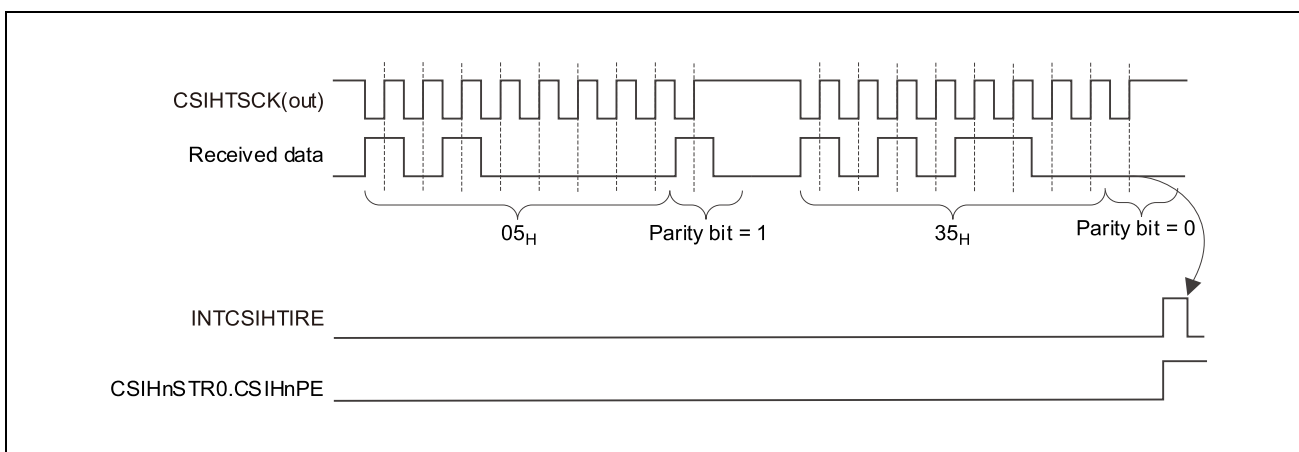 CSIHTSCK(out)
Received data
05H
Parity bit = 1
35H
Parity bit = 0
INTCSIHTIRE
CSIHnSTR0.CSIHnPE